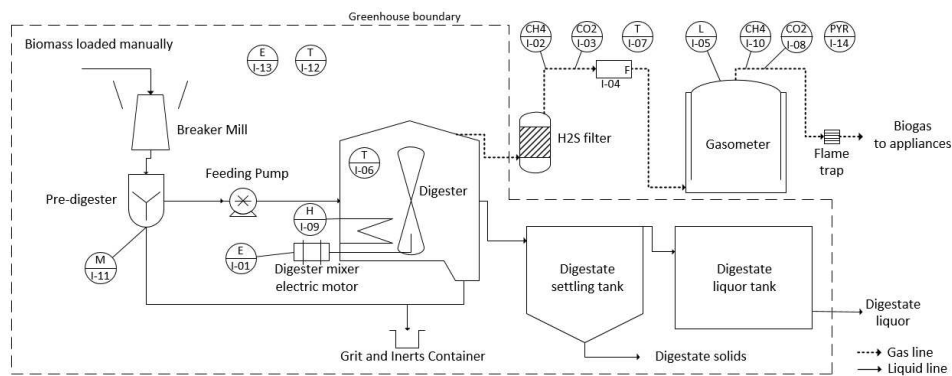 Greenhouse boundary
Biomass loaded manually
E
I-13
T
I-12
CH4
I-02
CO2
I-03
T
I-07
L
I-05
CH4
I-10
CO2
I-08
PYR
I-14
F
I-04
Breaker Mill
H2S filter
Gasometer
Flame
trap
Biogas
to appliances
Pre-digester
Feeding Pump
T
I-06
Digester
H
I-09
E
I-01
M
I-11
Digester mixer
electric motor
Digestate
settling tank
Digestate
liquor tank
Digestate
liquor
Grit and Inerts Container
Digestate solids
Gas line
Liquid line